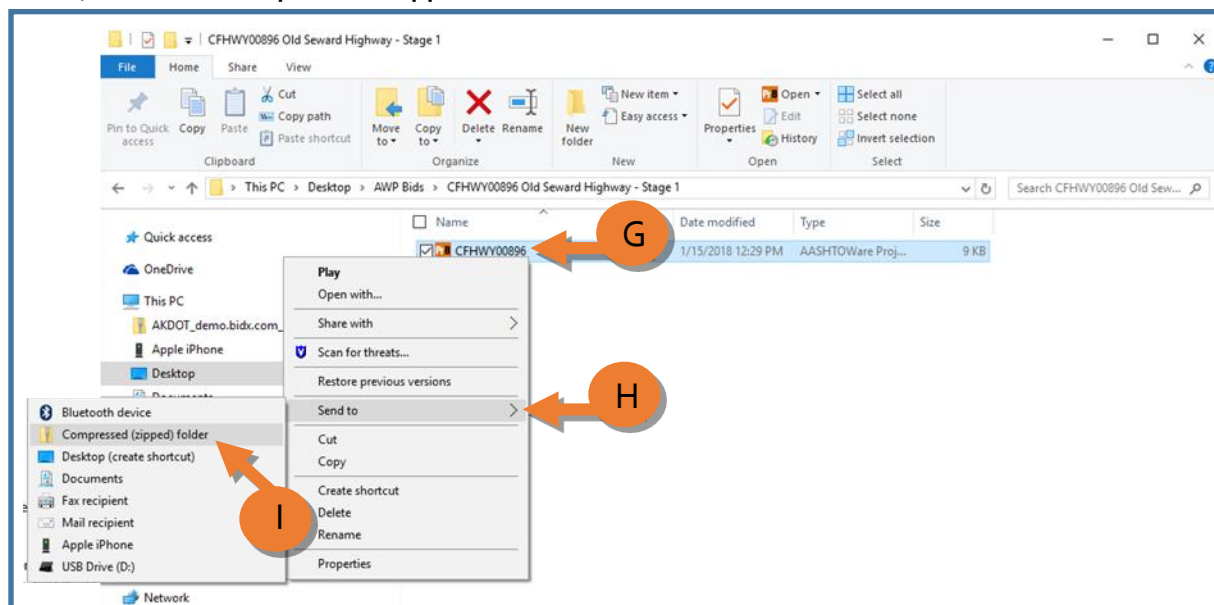 CFHWY00896 Old Seward Highway - Stage 1
File Home Share View
Pin to Quick access
Copy
Paste
Cut
Copy path
Paste shortcut
Move to
Copy to
Delete
Rename
New folder
New item
Easy access
Properties
Open
Edit
History
Select all
Select none
Invert selection
Clipboard Organize New Open Select
This PC > Desktop > AWP Bids > CFHWY00896 Old Seward Highway - Stage 1
Search CFHWY00896 Old Sew...
Name Date modified Type Size
CFHWY00896 1/15/2018 12:29 PM AASHTOWare Proj... 9 KB
G
Quick access
OneDrive
This PC
AKDOT_demo.bidx.com_
Apple iPhone
Desktop
Network
Play
Open with...
Share with
Scan for threats...
Restore previous versions
Send to
H
Cut
Copy
Create shortcut
Delete
Rename
Properties
Bluetooth device
Compressed (zipped) folder
Desktop (create shortcut)
Documents
Fax recipient
Mail recipient
Apple iPhone
USB Drive (D:)
I